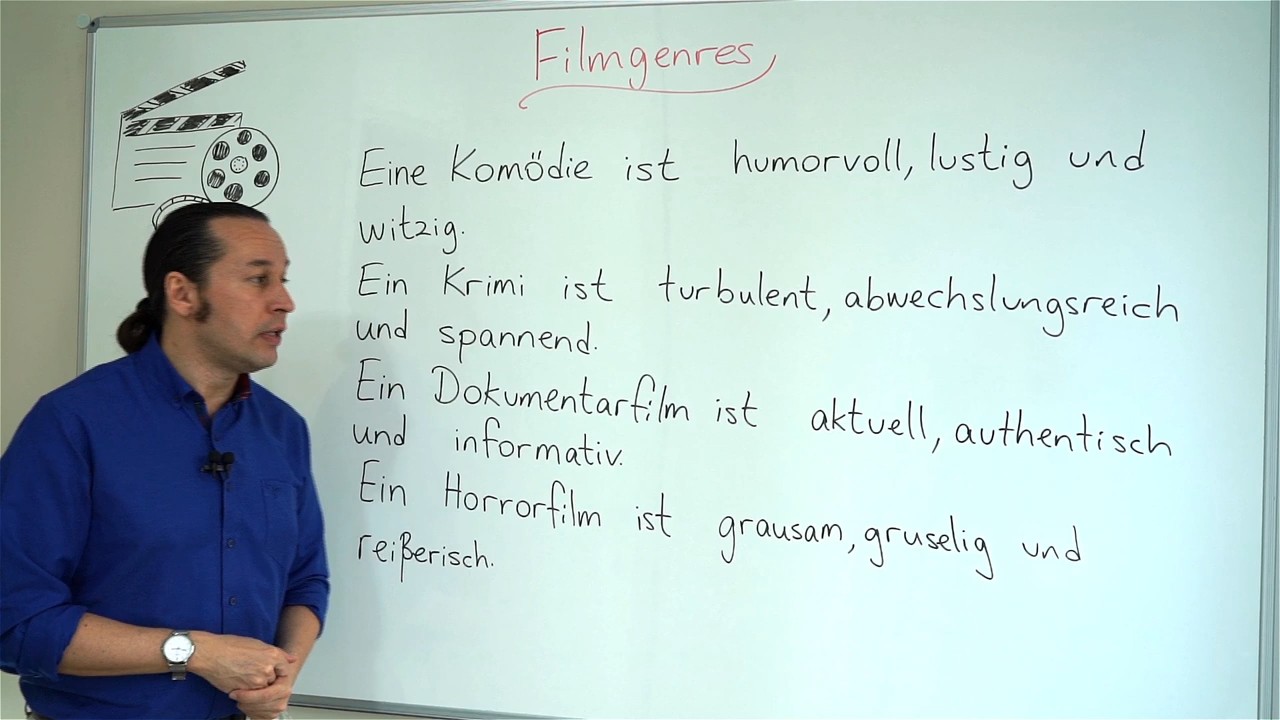 Filmgenres
Eine Komödie ist humorvoll, lustig und
witzig.
Ein Krimi ist turbulent, abwechslungsreich
und spannend.
Ein Dokumentarfilm ist aktuell, authentisch
und informativ.
Ein Horrorfilm ist grausam, gruselig und
reißerisch.